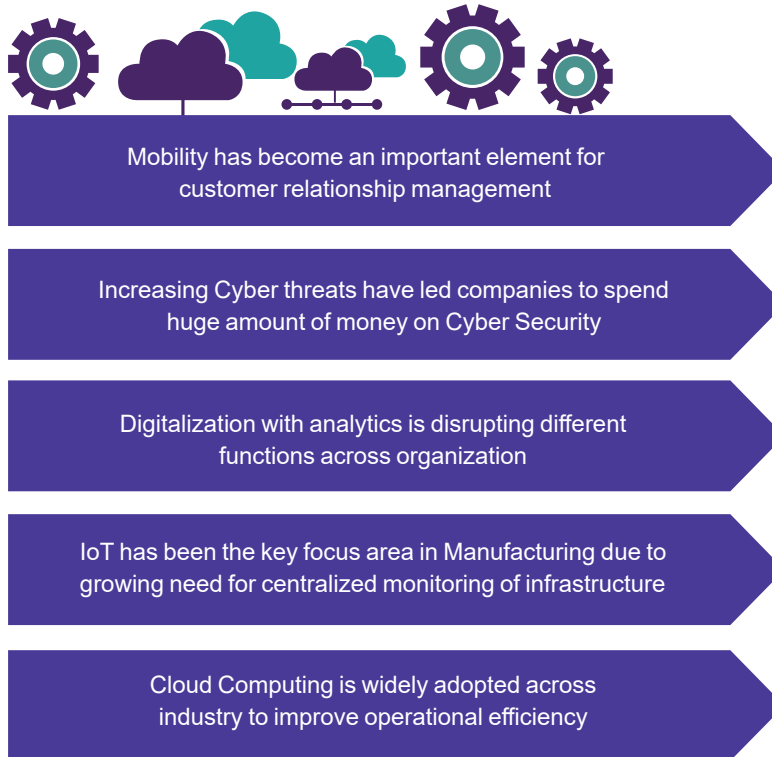 Mobility has become an important element for
customer relationship management
Increasing Cyber threats have led companies to spend
huge amount of money on Cyber Security
Digitalization with analytics is disrupting different
functions across organization
IoT has been the key focus area in Manufacturing due to
growing need for centralized monitoring of infrastructure
Cloud Computing is widely adopted across
industry to improve operational efficiency